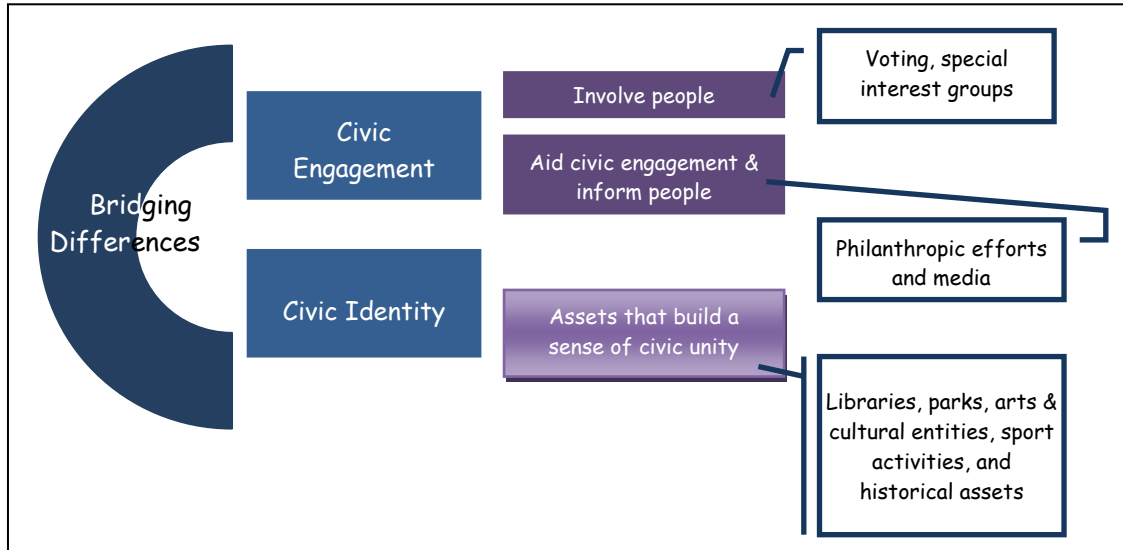 Bridging
Differences
Civic
Engagement
Civic Identity
Involve people
Aid civic engagement &
inform people
Assets that build a
sense of civic unity
Voting, special
interest groups
Philanthropic efforts
and media
Libraries, parks, arts &
cultural entities, sport
activities, and
historical assets